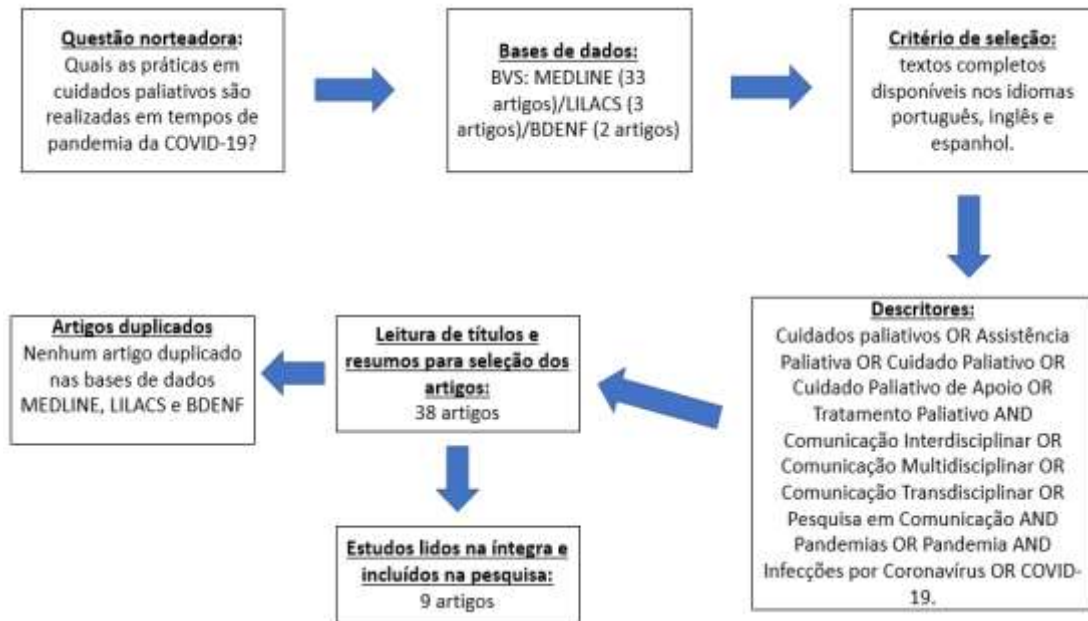 Questão norteadora:
Quais as práticas em
cuidados paliativos são
realizadas em tempos de
pandemia da COVID-19?
Bases de dados:
BVS: MEDLINE (33
artigos)/LILACS (3
artigos)/BDENF (2 artigos)
Critério de seleção:
textos completos
disponíveis nos idiomas
português, inglês e
espanhol.
Descritores:
Cuidados paliativos OR Assistência
Paliativa OR Cuidado Paliativo OR
Cuidado Paliativo de Apoio OR
Tratamento Paliativo AND
Comunicação Interdisciplinar OR
Comunicação Multidisciplinar OR
Comunicação Transdisciplinar OR
Pesquisa em Comunicação AND
Pandemias OR Pandemia AND
Infecções por Coronavírus OR COVID-
19.
Leitura de títulos e
resumos para seleção dos
artigos:
38 artigos
Artigos duplicados
Nenhum artigo duplicado
nas bases de dados
MEDLINE, LILACS e BDENF
Estudos lidos na íntegra e
incluídos na pesquisa:
9 artigos